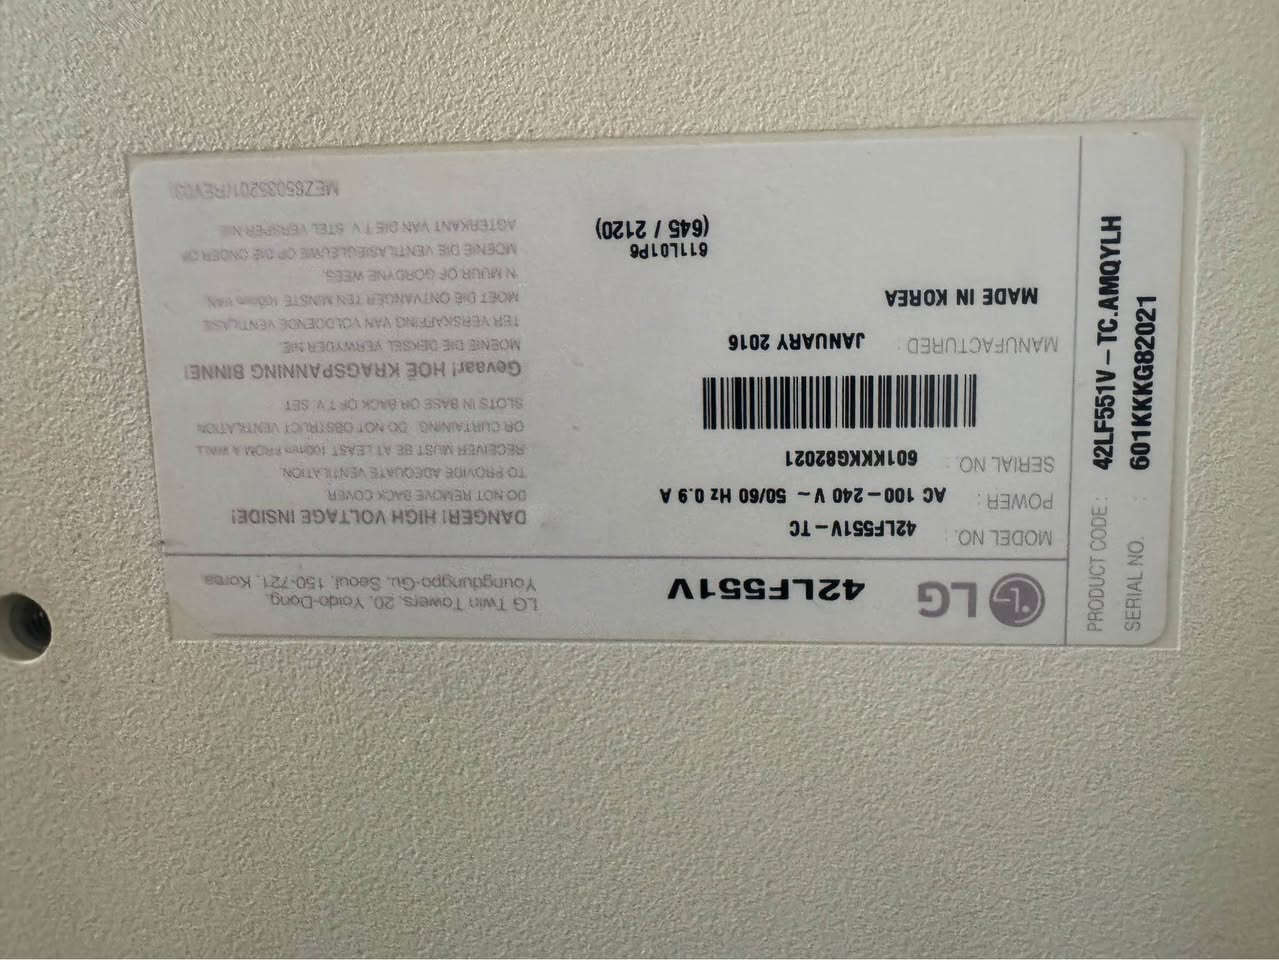 LG
42LF551V
LG Twin Towers, 20, Yoido-Dong,
Youngdungpo-Gu, Seoul, 150-721, Korea
MODEL NO. : 42LF551V-TC
POWER : AC 100-240 V ~ 50/60 Hz 0.9 A
SERIAL NO. : 601KKKG82021
MANUFACTURED : JANUARY 2016
MADE IN KOREA
611L01P6
(645 / 2120)
DANGER! HIGH VOLTAGE INSIDE!
DO NOT REMOVE BACK COVER
TO PROVIDE ADEQUATE VENTILATION,
RECEIVER MUST BE AT LEAST 100mm FROM A WALL
OR CURTAINING. DO NOT OBSTRUCT VENTILATION
SLOTS IN BASE OR BACK OF T.V. SET
Gevaar! HOË KRAGSPANNING BINNE!
MOENIE DIE DEKSEL VERWYDER NIE.
TER VERSKAFFING VAN VOLDOENDE VENTILASIE
MOET DIE ONTVANGER TEN MINSTE 100mm VAN
'N MUUR OF GORDYNE WEES.
MOENIE DIE VENTILASIEGLEUWE OP DIE ONDER OF
AGTERKANT VAN DIE T.V. STEL VERSPER NIE
MEZ65035201(REV03)
PRODUCT CODE : 42LF551V-TC.AMQYLH
SERIAL NO. : 601KKKG82021